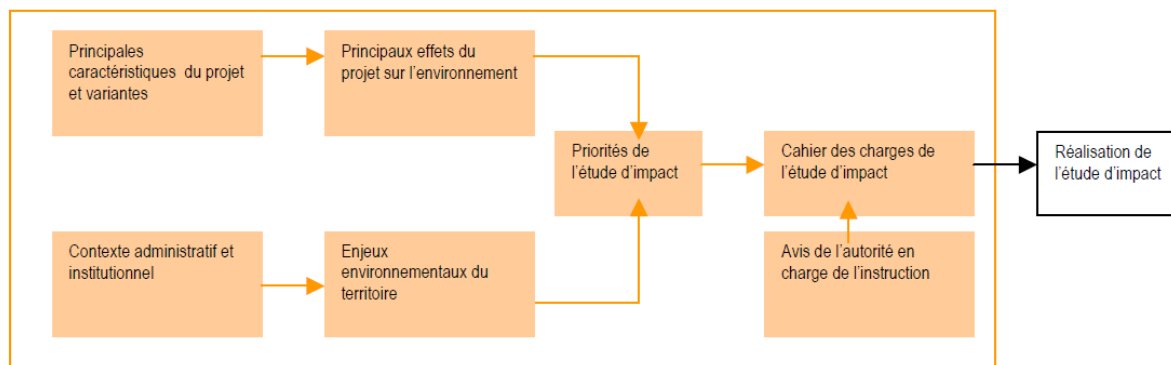 Principales
caractéristiques du projet
et variantes
Principaux effets du
projet sur l’environnement
Priorités de
l’étude d’impact
Cahier des charges de
l’étude d’impact
Réalisation de
l’étude d’impact
Contexte administratif et
institutionnel
Enjeux
environnementaux du
territoire
Avis de l’autorité en
charge de l’instruction